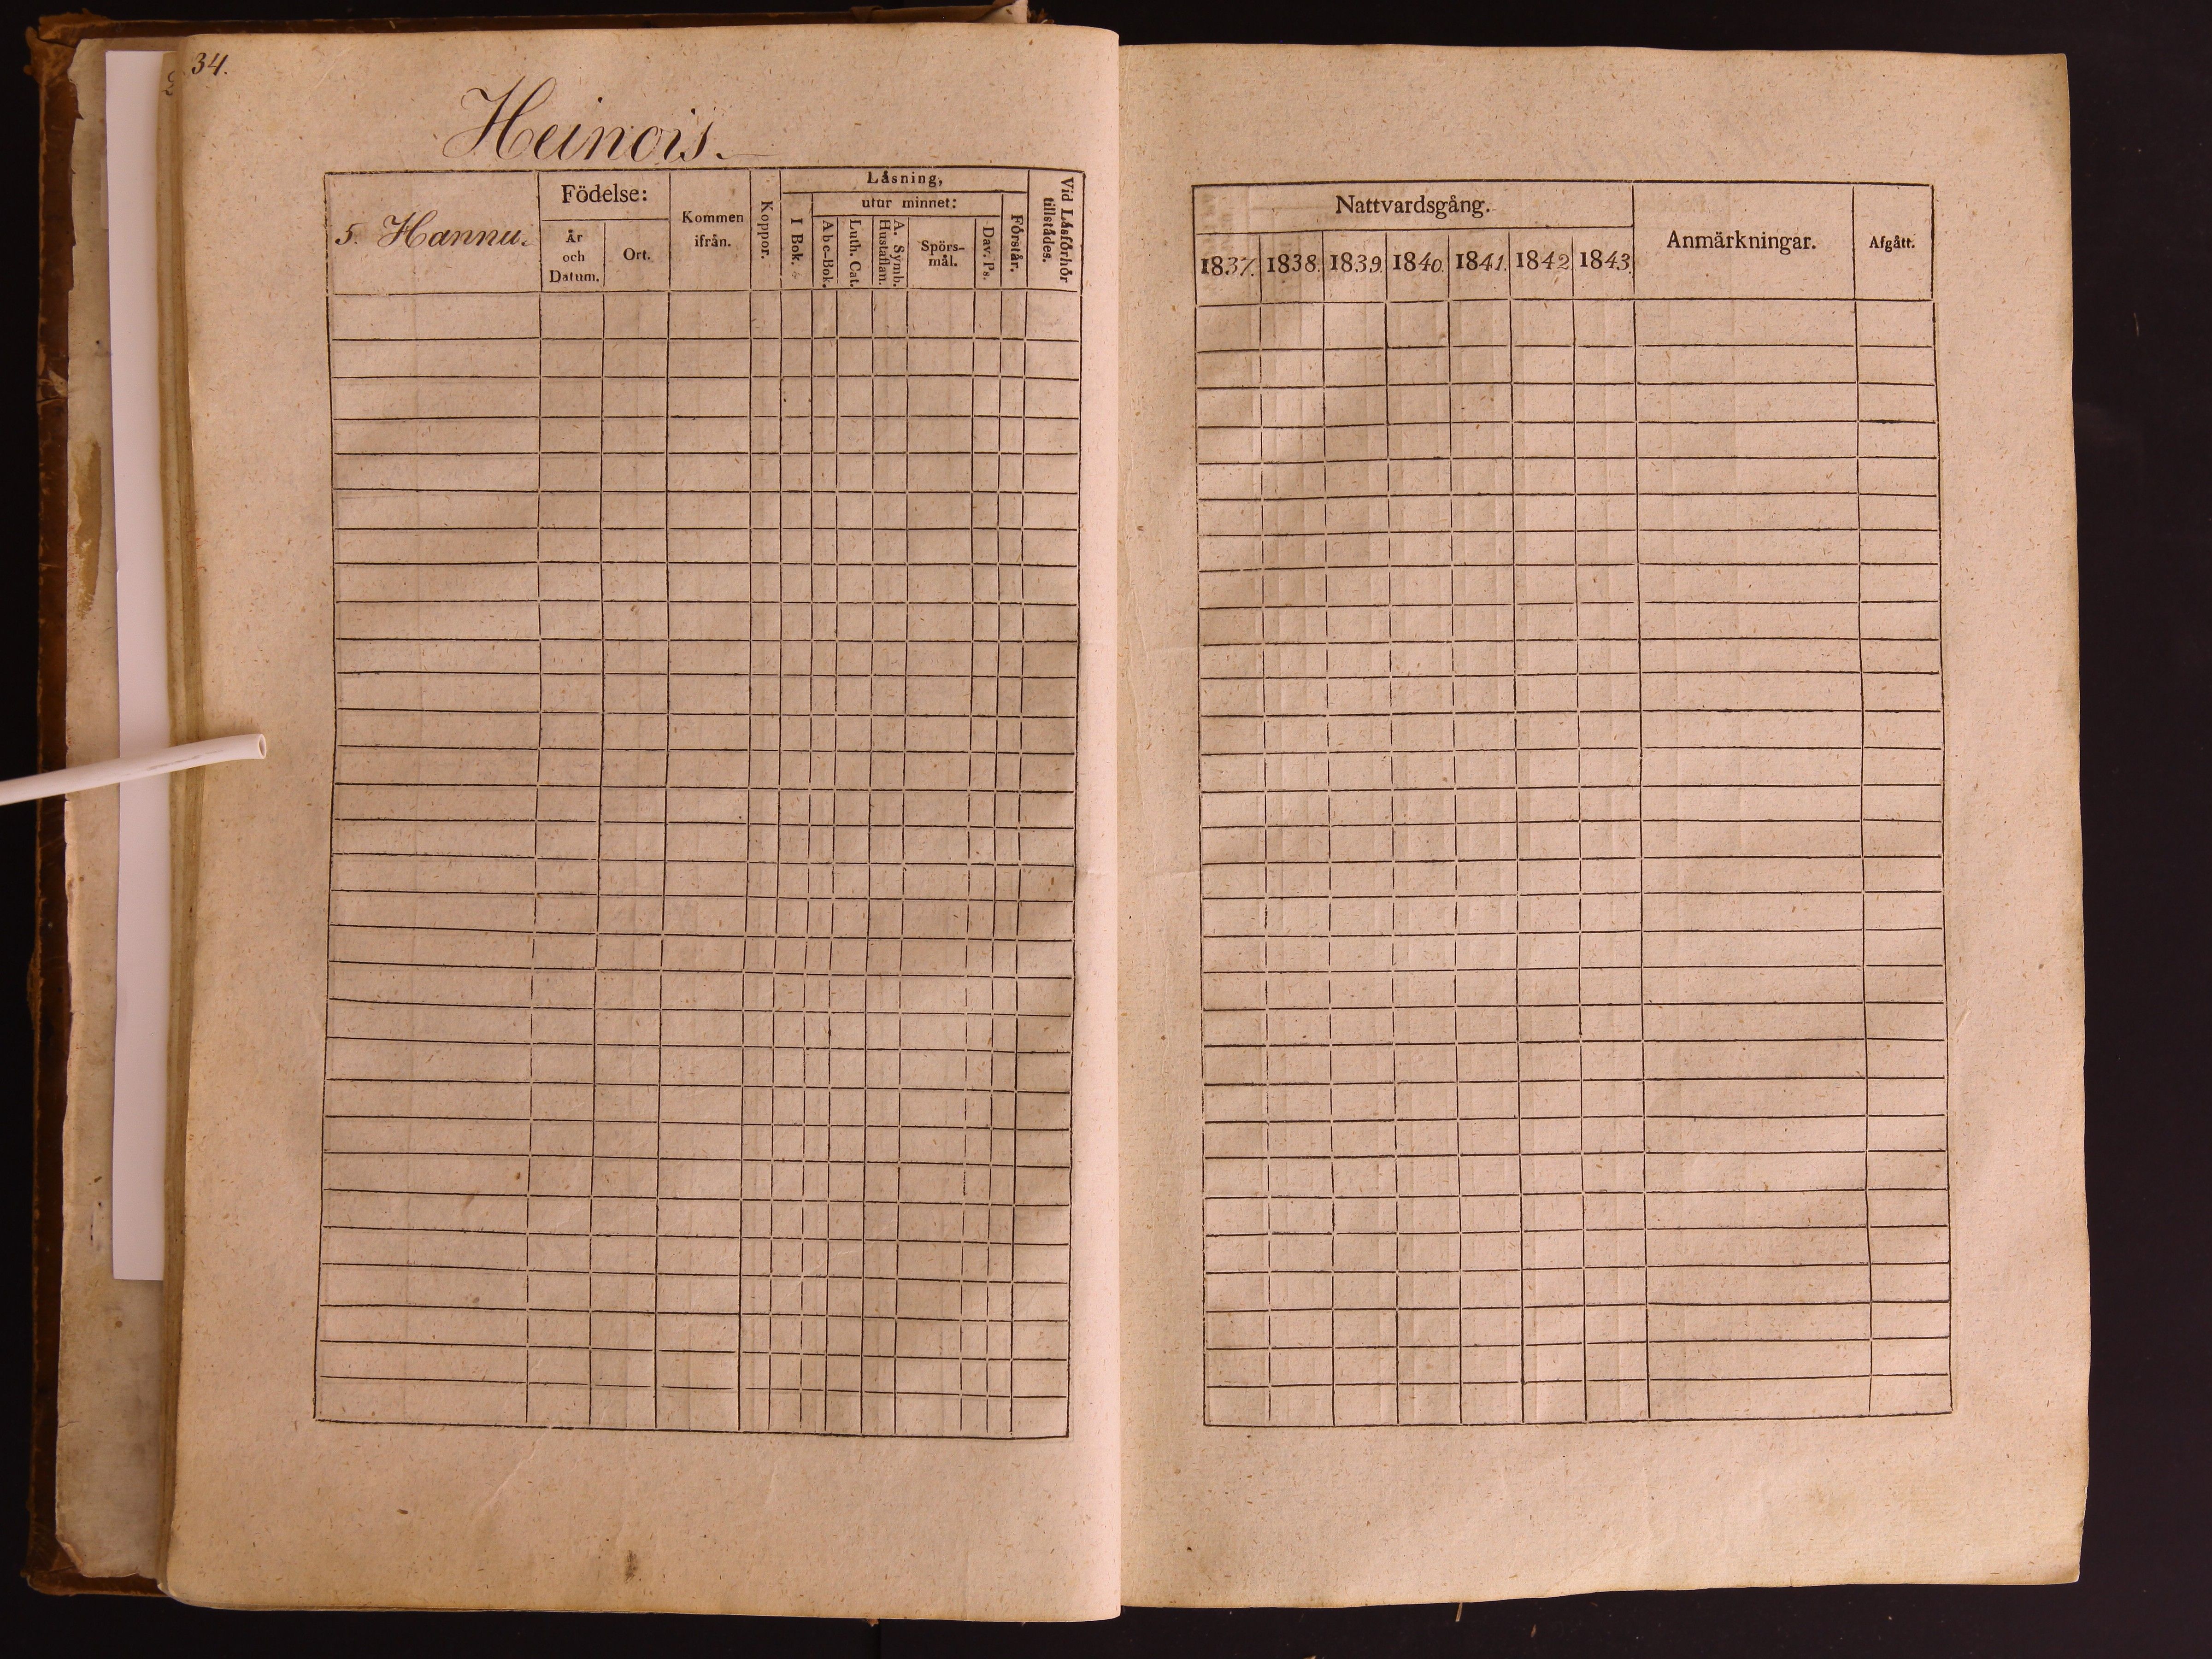 34.
Heinois.
5. Hannu.
Födelse:
År och Datum.
Ort.
Kommen ifrån.
Koppor.
Läsning,
I Bok.
utur minnet:
Abc-Bok.
Luth. Cat.
A. Symb. Hustaflan.
Spörs-mål.
Dav. Ps.
Förstår.
Vid Läsförhör tillstädes.
Nattvardsgång.
1837. 1838. 1839. 1840. 1841. 1842 1843.
Anmärkningar.
Afgått.